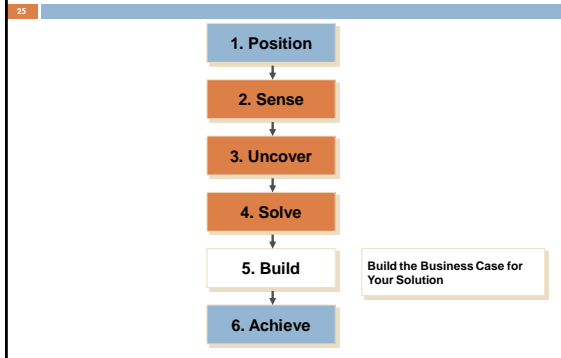 25
1. Position
2. Sense
3. Uncover
4. Solve
5. Build
Build the Business Case for
Your Solution
6. Achieve